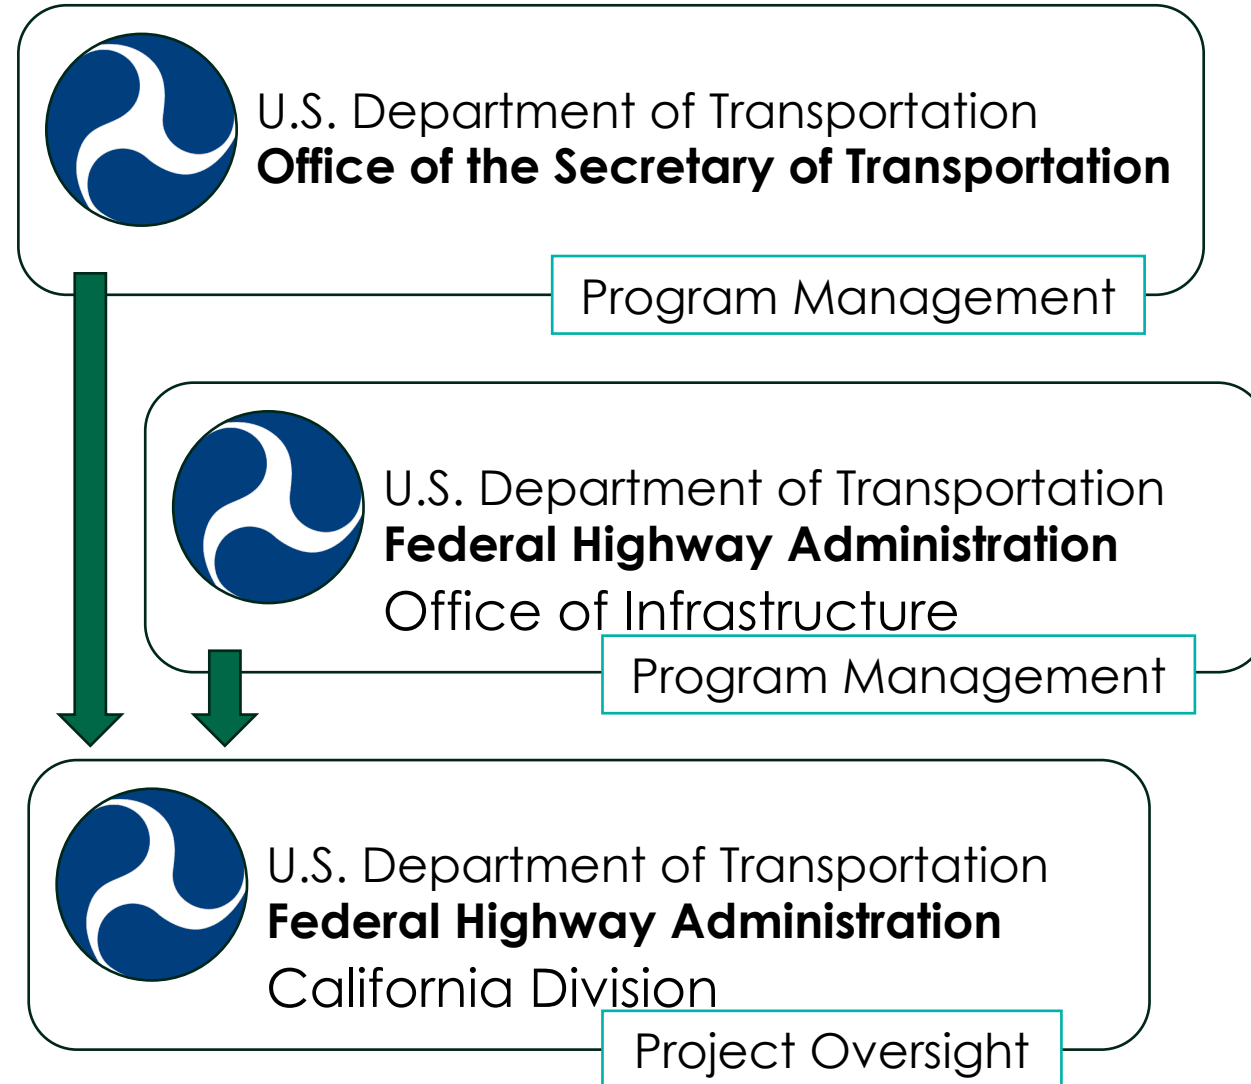 U.S. Department of Transportation
Office of the Secretary of Transportation
Program Management
U.S. Department of Transportation
Federal Highway Administration
Office of Infrastructure
Program Management
U.S. Department of Transportation
Federal Highway Administration
California Division
Project Oversight